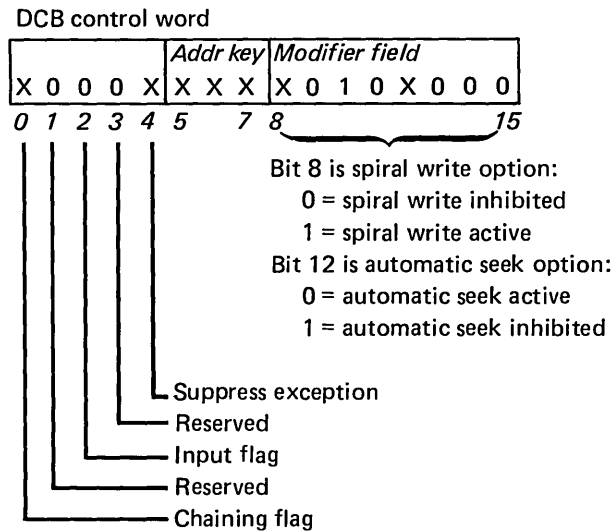 DCB control word
Addr key Modifier field
X 0 0 0 X X X X X 0 1 0 X 0 0 0
0 1 2 3 4 5 7 8 15
Bit 8 is spiral write option:
0 = spiral write inhibited
1 = spiral write active
Bit 12 is automatic seek option:
0 = automatic seek active
1 = automatic seek inhibited
Suppress exception
Reserved
Input flag
Reserved
Chaining flag